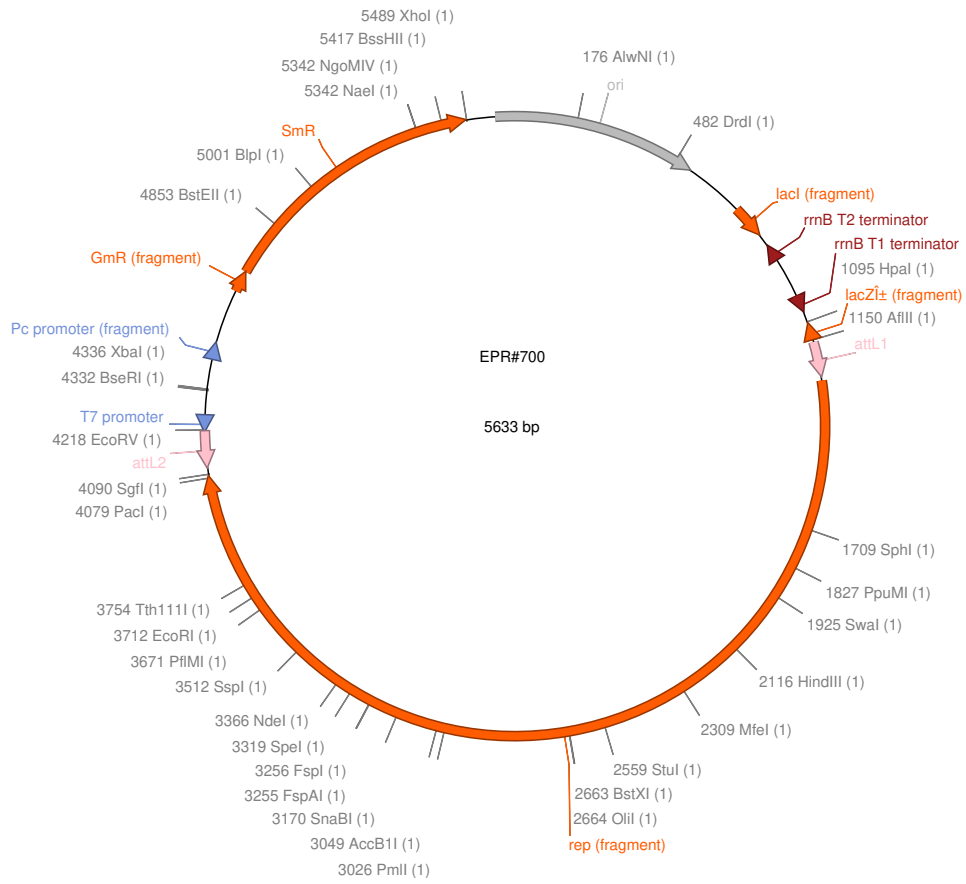 5489 XhoI (1)
5417 BssHII (1)
5342 NgoMIV (1)
5342 NaeI (1)
SmR
5001 BlpI (1)
4853 BstEII (1)
GmR (fragment)
Pc promoter (fragment)
4336 XbaI (1)
4332 BseRI (1)
T7 promoter
4218 EcoRV (1)
attL2
4090 SgfI (1)
4079 PacI (1)
3754 Tth111I (1)
3712 EcoRI (1)
3671 PflMI (1)
3512 SspI (1)
3366 NdeI (1)
3319 SpeI (1)
3256 FspI (1)
3255 FspAI (1)
3170 SnaBI (1)
3049 AccB1I (1)
3026 PmlI (1)
EPR#700
5633 bp
176 AlwNI (1)
ori
482 DrdI (1)
lacI (fragment)
rrnB T2 terminator
rrnB T1 terminator
1095 HpaI (1)
lacZÎ± (fragment)
1150 AflII (1)
attL1
1709 SphI (1)
1827 PpuMI (1)
1925 SwaI (1)
2116 HindIII (1)
2309 MfeI (1)
2559 StuI (1)
2663 BstXI (1)
2664 OliI (1)
rep (fragment)